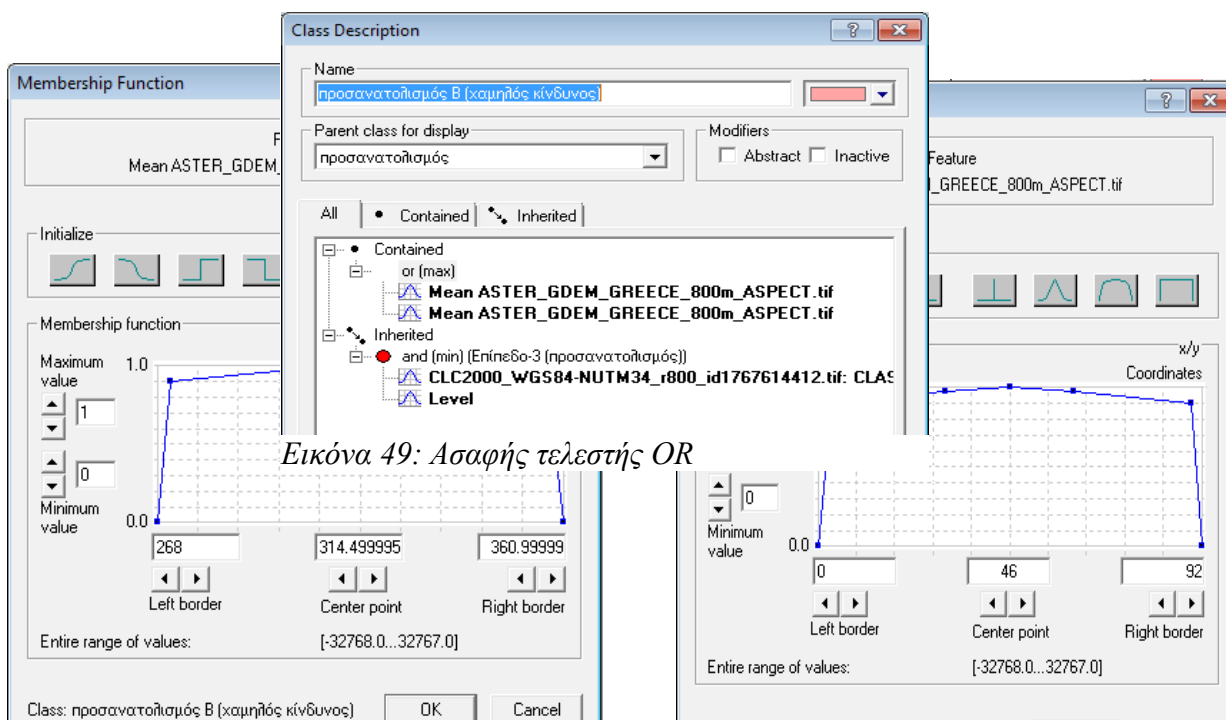 Class Description
Name
προσανατολισμός Β (χαμηλός κίνδυνος)
Parent class for display
προσανατολισμός
Modifiers
Abstract
Inactive
All
Contained
Inherited
Contained
or (max)
Mean ASTER_GDEM_GREECE_800m_ASPECT.tif
Mean ASTER_GDEM_GREECE_800m_ASPECT.tif
Inherited
and (min) (Επίπεδο-3 (προσανατολισμός))
CLC2000_WGS84-NUTM34_r800_id1767614412.tif: CLAS
Level
Εικόνα 49: Ασαφής τελεστής OR
Membership Function
F
Mean ASTER_GDEM_
Initialize
Membership function
Maximum
value
1
1.0
0
Minimum
value
0.0
268
314.499995
360.99999
Left border
Center point
Right border
Entire range of values:
[-32768.0...32767.0]
Class: προσανατολισμός Β (χαμηλός κίνδυνος)
OK
Cancel
Feature
_GREECE_800m_ASPECT.tif
x/y
Coordinates
0
Minimum
value
0.0
0
46
92
Left border
Center point
Right border
Entire range of values:
[-32768.0...32767.0]